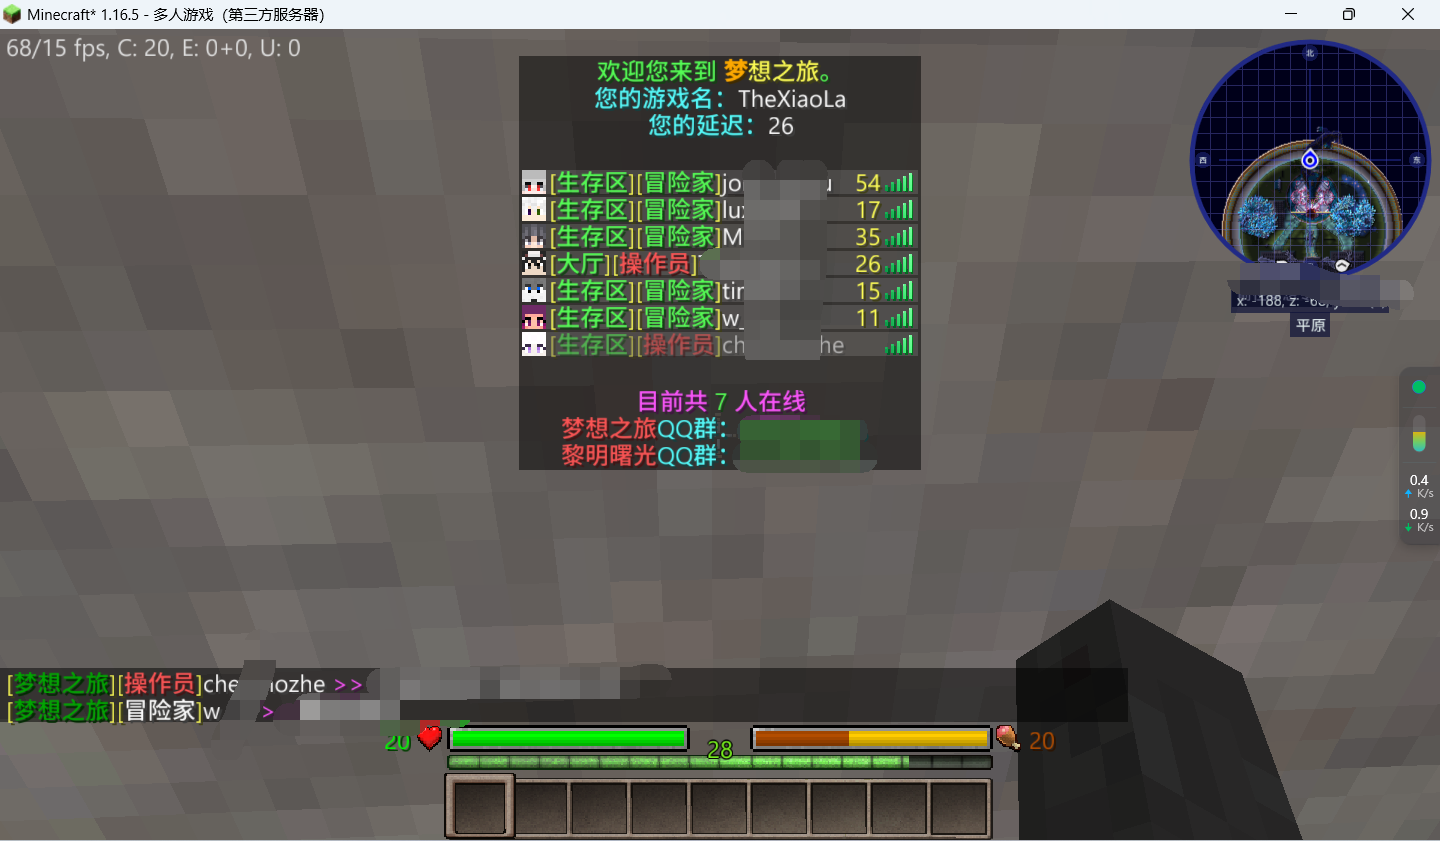 Minecraft* 1.16.5 - 多人游戏（第三方服务器）
68/15 fps, C: 20, E: 0+0, U: 0
欢迎您来到 梦想之旅。
您的游戏名：TheXiaoLa
您的延迟：26
[生存区][冒险家]jo 54
[生存区][冒险家]lu 17
[生存区][冒险家]M 35
[大厅][操作员] 26
[生存区][冒险家]tir 15
[生存区][冒险家]w_ 11
[生存区][操作员]ch he
目前共 7 人在线
梦想之旅QQ群：
黎明曙光QQ群：
北
西
东
平原
0.4
K/s
0.9
K/s
[梦想之旅][操作员]che ozhe >>
[梦想之旅][冒险家]w >
20
28
20